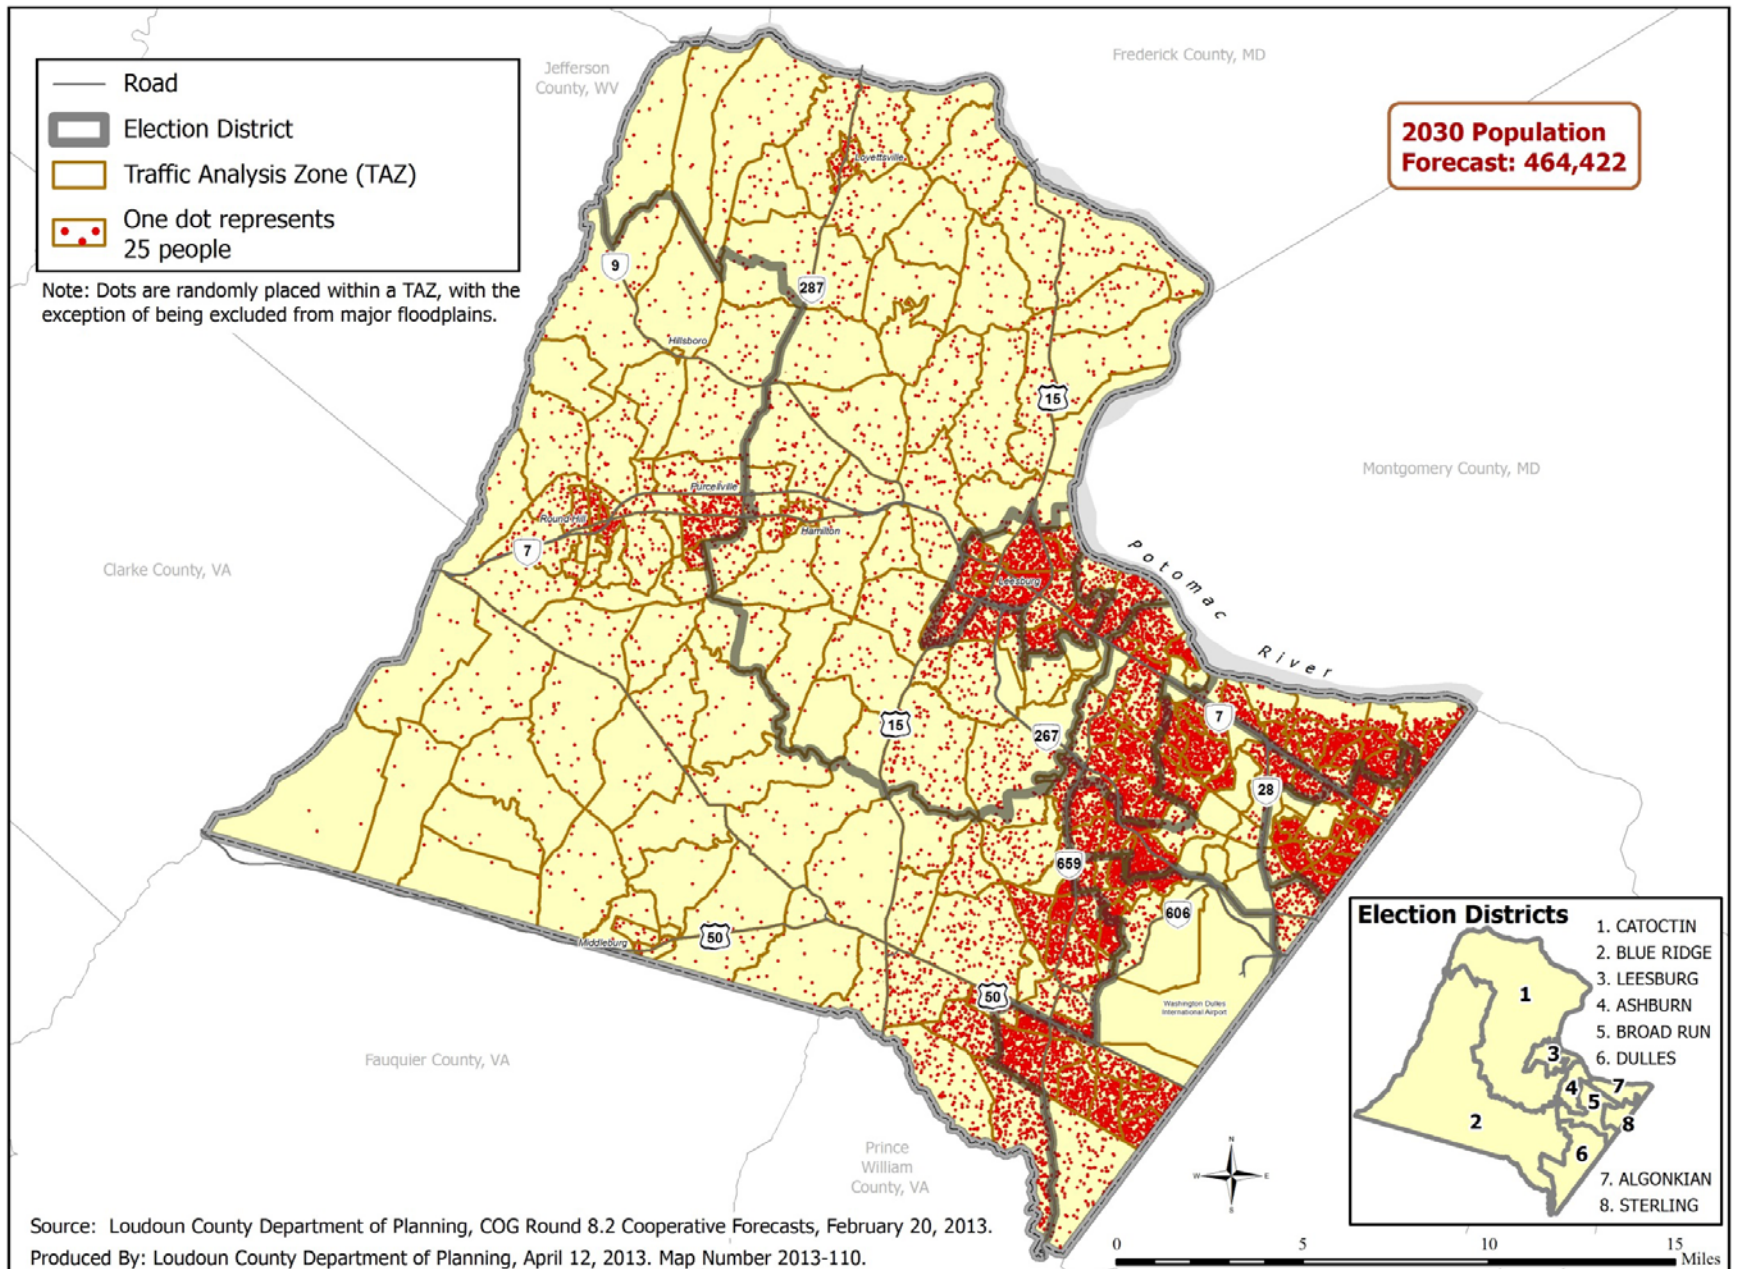 Road
Election District
Traffic Analysis Zone (TAZ)
One dot represents
25 people
Note: Dots are randomly placed within a TAZ, with the
exception of being excluded from major floodplains.
Jefferson
County, WV
Frederick County, MD
2030 Population
Forecast: 464,422
Lovettsville
9
287
Hillsboro
15
Montgomery County, MD
Purcellville
Round Hill
Hamilton
7
Clarke County, VA
Leesburg
Potomac
River
15
267
7
28
659
606
Middleburg
50
50
Washington Dulles
International Airport
Fauquier County, VA
Prince
William
County, VA
N
W
E
S
Election Districts
1. CATOCTIN
2. BLUE RIDGE
3. LEESBURG
4. ASHBURN
5. BROAD RUN
6. DULLES
7. ALGONKIAN
8. STERLING
1
3
4
7
5
2
8
6
Source: Loudoun County Department of Planning, COG Round 8.2 Cooperative Forecasts, February 20, 2013.
Produced By: Loudoun County Department of Planning, April 12, 2013. Map Number 2013-110.
0 5 10 15
Miles